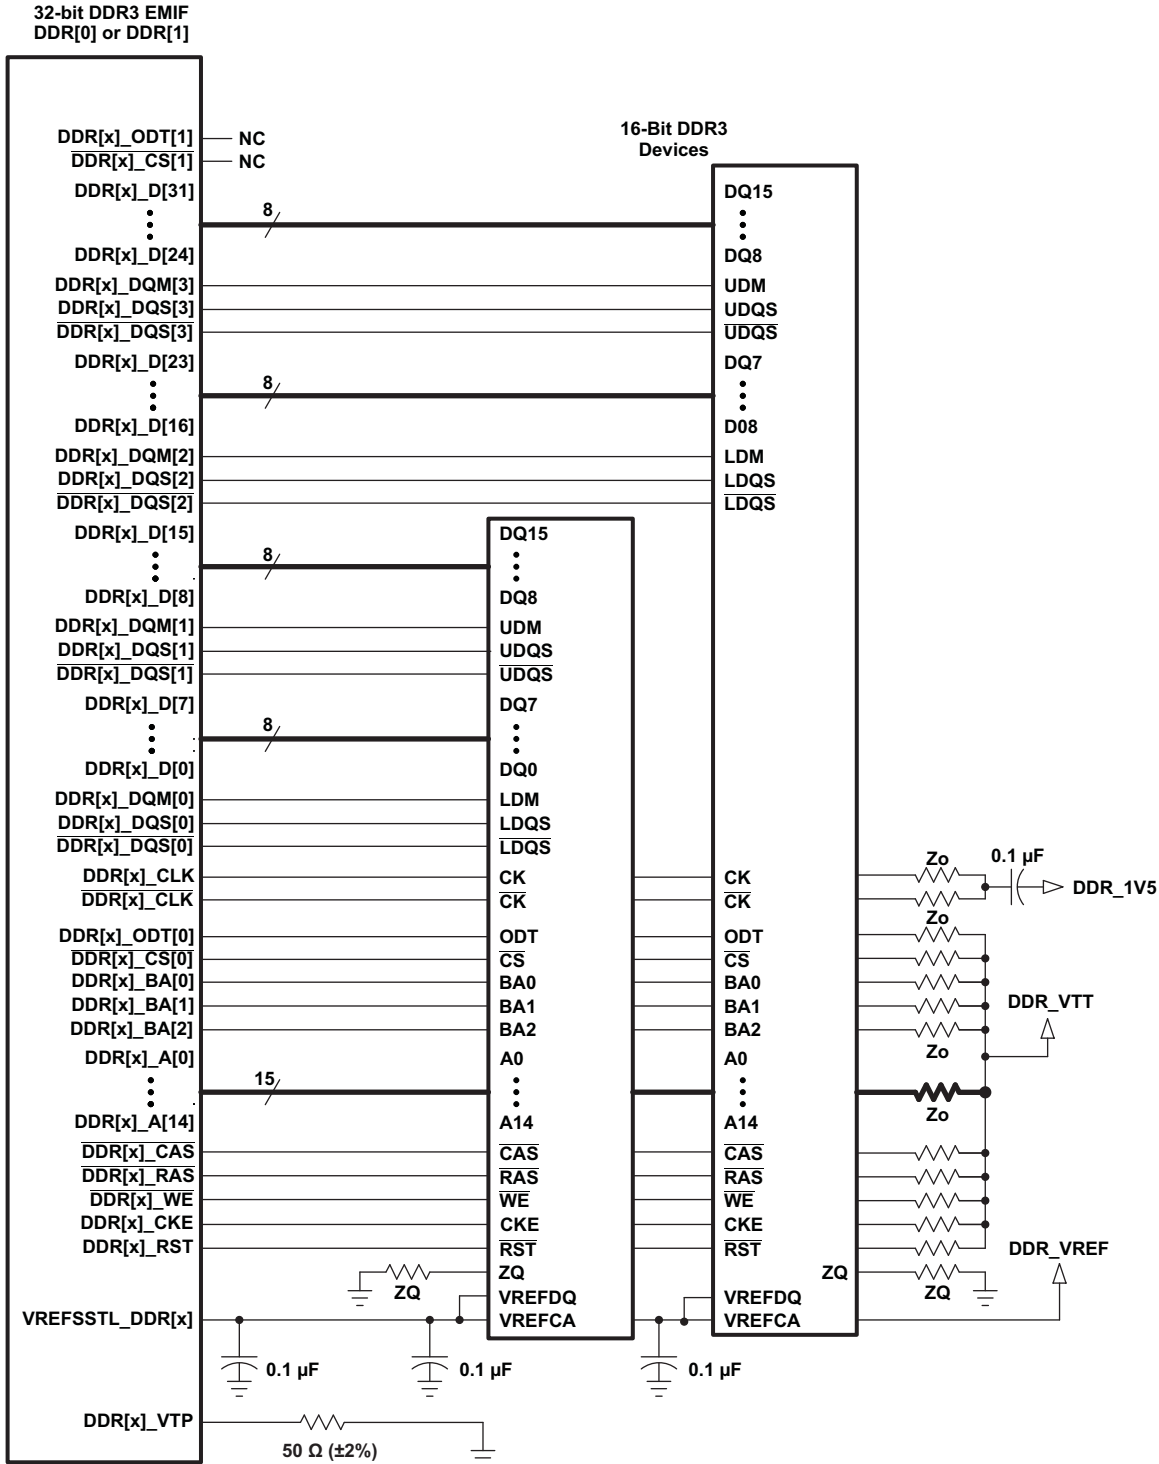 32-bit DDR3 EMIF
DDR[0] or DDR[1]
16-Bit DDR3
Devices
DDR[x]_ODT[1] NC
DDR[x]_CS[1] NC
DDR[x]_D[31] DQ15
8
DDR[x]_D[24] DQ8
DDR[x]_DQM[3] UDM
DDR[x]_DQS[3] UDQS
DDR[x]_DQS[3] UDQS
DDR[x]_D[23] DQ7
8
DDR[x]_D[16] D08
DDR[x]_DQM[2] LDM
DDR[x]_DQS[2] LDQS
DDR[x]_DQS[2] LDQS
DDR[x]_D[15] DQ15
8
DDR[x]_D[8] DQ8
DDR[x]_DQM[1] UDM
DDR[x]_DQS[1] UDQS
DDR[x]_DQS[1] UDQS
DDR[x]_D[7] DQ7
8
DDR[x]_D[0] DQ0
DDR[x]_DQM[0] LDM
DDR[x]_DQS[0] LDQS
DDR[x]_DQS[0] LDQS
Zo 0.1 µF
DDR[x]_CLK CK CK
DDR_1V5
DDR[x]_CLK CK CK
Zo
DDR[x]_ODT[0] ODT ODT
DDR[x]_CS[0] CS CS
DDR[x]_BA[0] BA0 BA0
DDR[x]_BA[1] BA1 BA1 DDR_VTT
DDR[x]_BA[2] BA2 BA2
Zo
DDR[x]_A[0] A0 A0
15
Zo
DDR[x]_A[14] A14 A14
DDR[x]_CAS CAS CAS
DDR[x]_RAS RAS RAS
DDR[x]_WE WE WE
DDR[x]_CKE CKE CKE
DDR[x]_RST RST RST DDR_VREF
ZQ ZQ
ZQ ZQ
VREFDQ VREFDQ
VREFSSTL_DDR[x] VREFCA VREFCA
0.1 µF 0.1 µF 0.1 µF
DDR[x]_VTP
50 Ω (±2%)